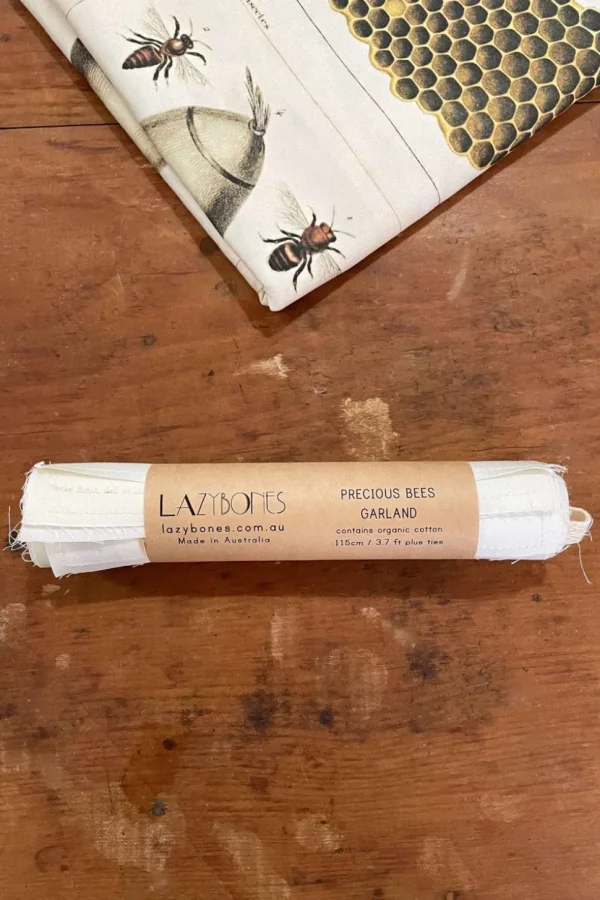 LAZYBONES
lazybones.com.au
Made in Australia
PRECIOUS BEES
GARLAND
contains organic cotton
115cm / 3.7 ft plus ties